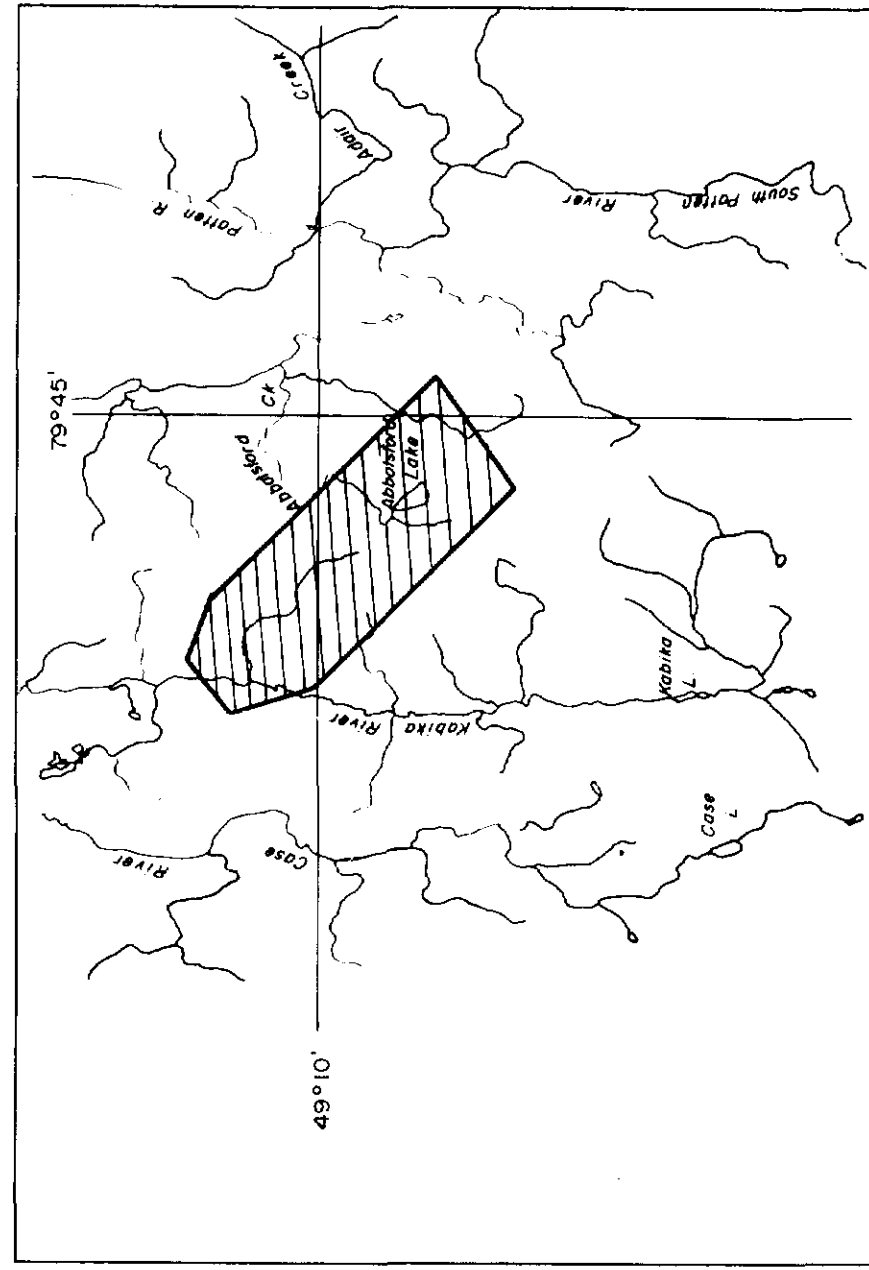 79°45'
49°10'
Creek
Adair
Patten R
River
South Patten
Abbotsford
Ck
Abbotsford
Lake
River
Kabika
Kabika
L.
River
Case
Case
L